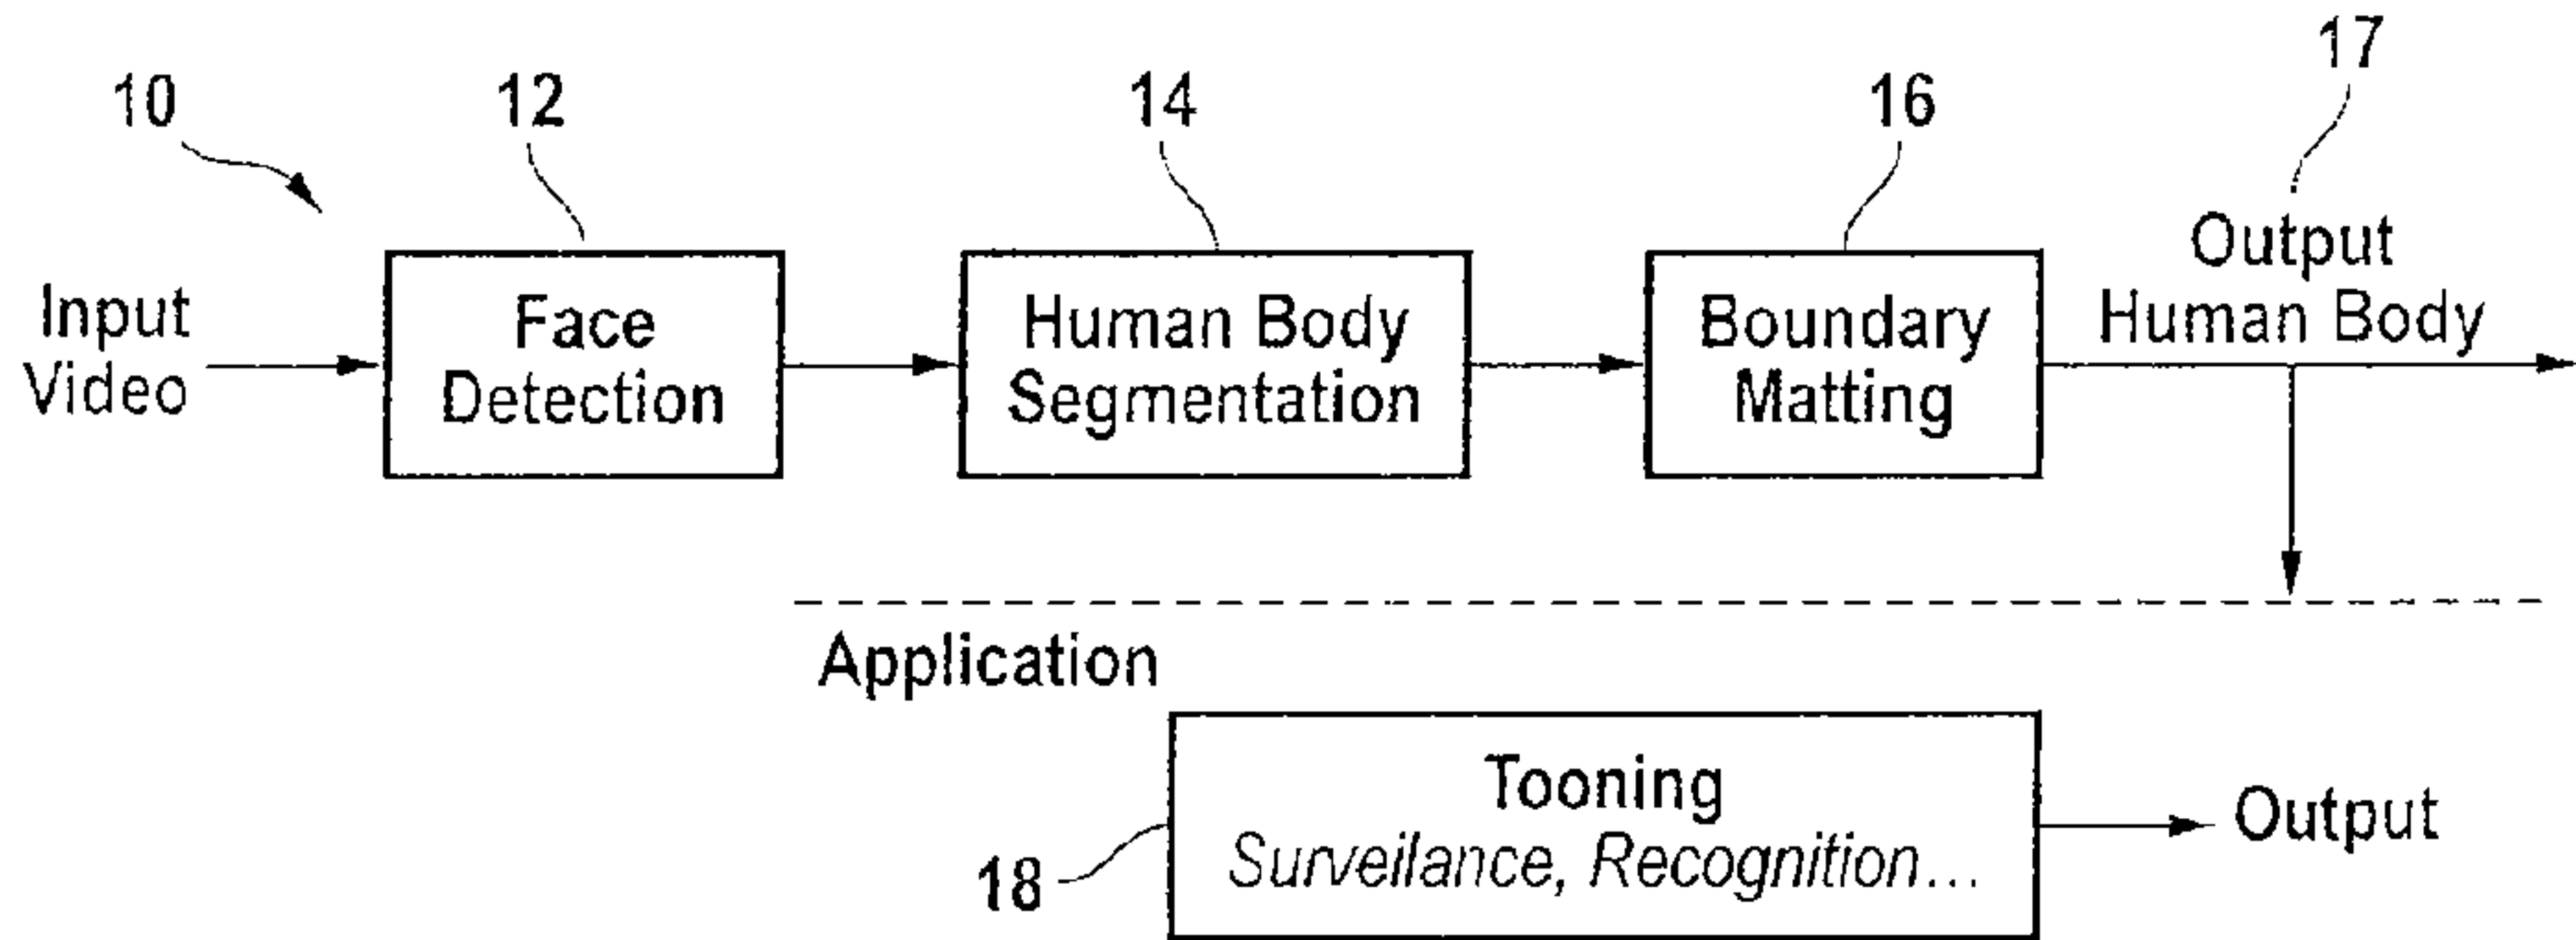 17
10
12
14
16
Output
Human Body
Input
Video
Face
Detection
Human Body
Segmentation
Boundary
Matting
Application
Tooning
Surveilance, Recognition...
18
Output